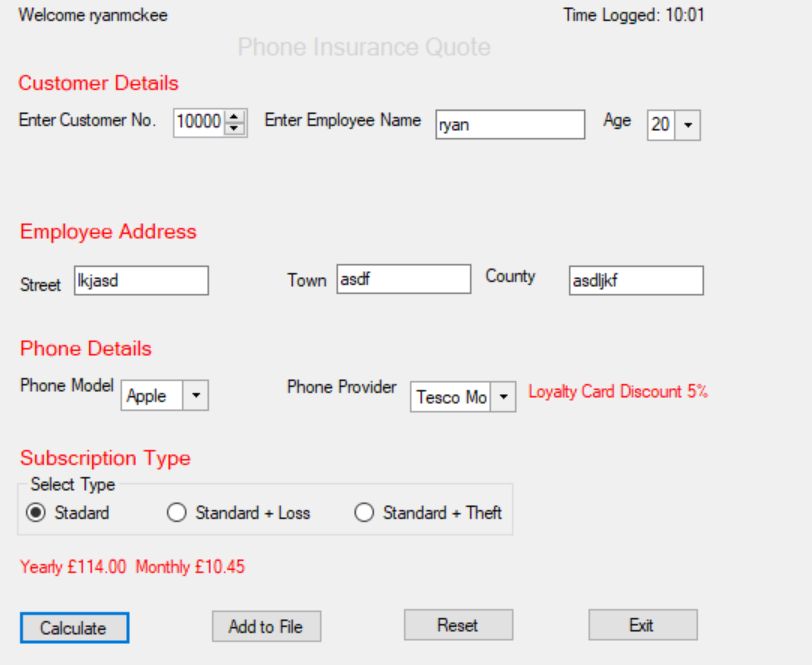 Welcome ryanmckee Time Logged: 10:01
Phone Insurance Quote
Customer Details
Enter Customer No. 10000 Enter Employee Name ryan Age 20
Employee Address
Street lkjasd Town asdf County asdljkf
Phone Details
Phone Model Apple Phone Provider Tesco Mo Loyalty Card Discount 5%
Subscription Type
Select Type
Stadard Standard + Loss Standard + Theft
Yearly £114.00 Monthly £10.45
Calculate Add to File Reset Exit